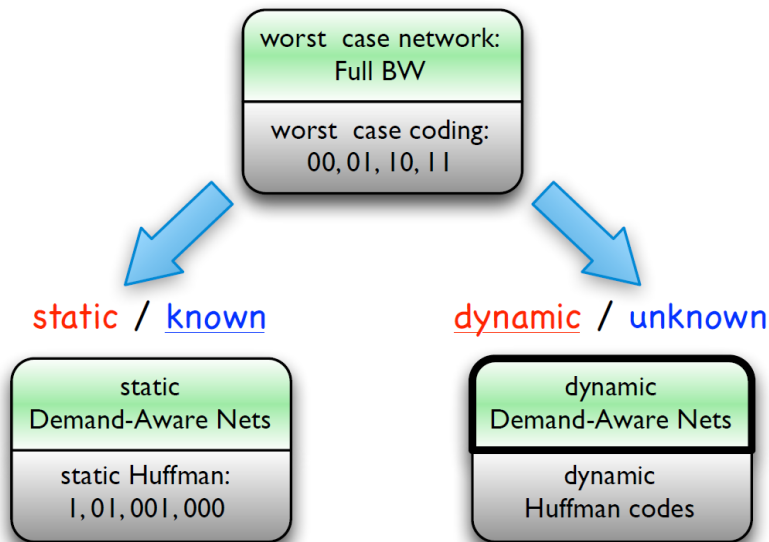 worst case network:
Full BW
worst case coding:
00, 01, 10, 11
static / known
dynamic / unknown
static
Demand-Aware Nets
static Huffman:
1, 01, 001, 000
dynamic
Demand-Aware Nets
dynamic
Huffman codes